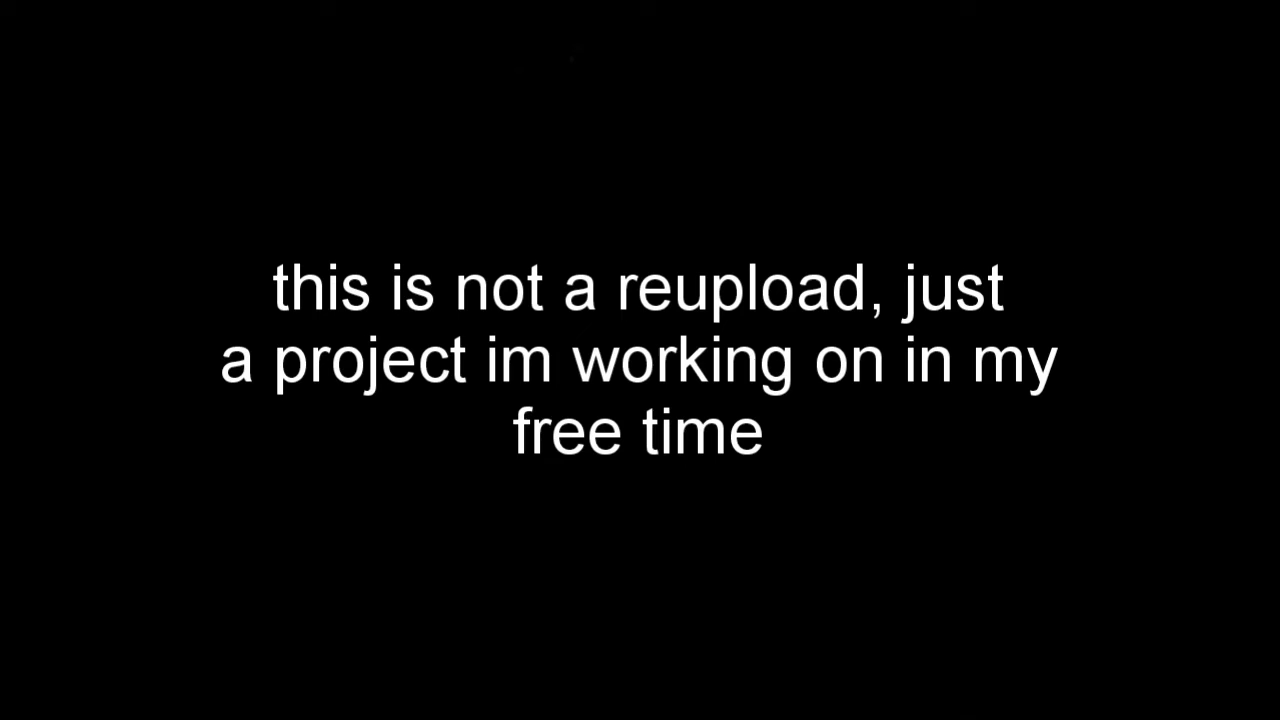 this is not a reupload, just
a project im working on in my
free time